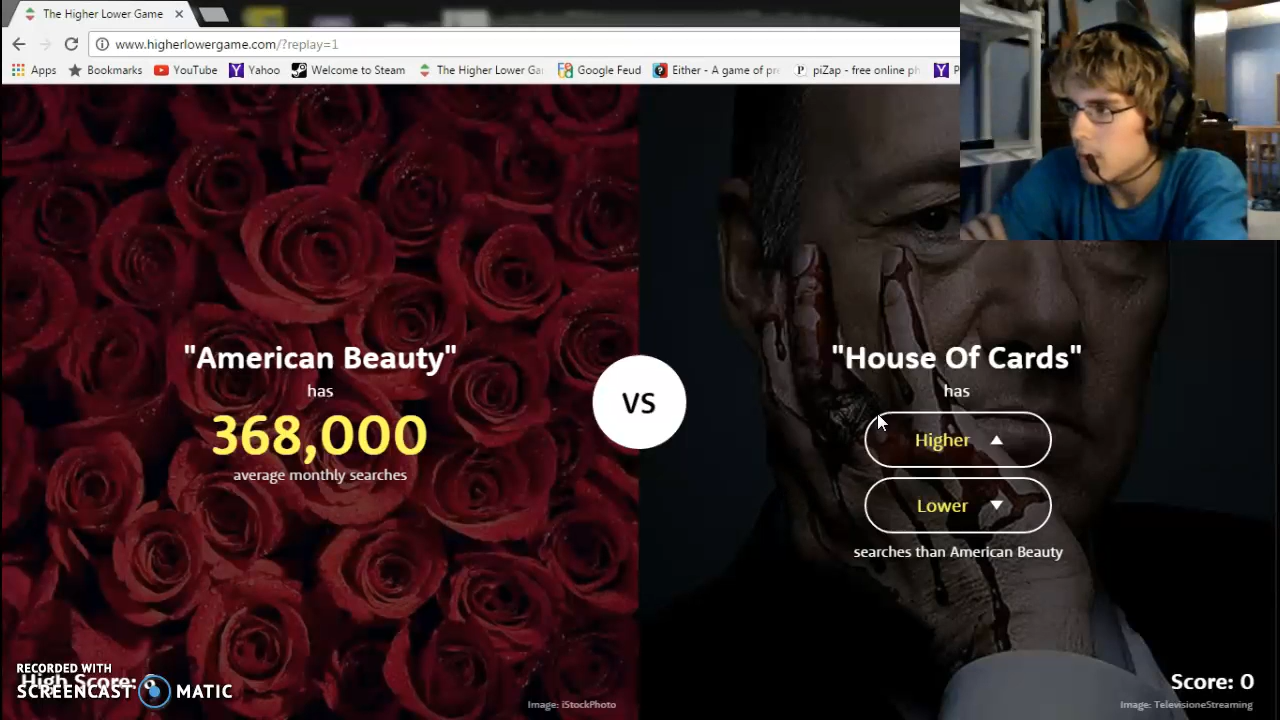 The Higher Lower Game
www.higherlowergame.com/?replay=1
Apps Bookmarks YouTube Yahoo Welcome to Steam The Higher Lower Ga Google Feud Either - A game of pr piZap - free online ph
"American Beauty"
has
368,000
average monthly searches
VS
"House Of Cards"
has
Higher
Lower
searches than American Beauty
RECORDED WITH
High Score:
SCREENCAST MATIC
Score: 0
Image: iStockPhoto
Image: TelevisioneStreaming